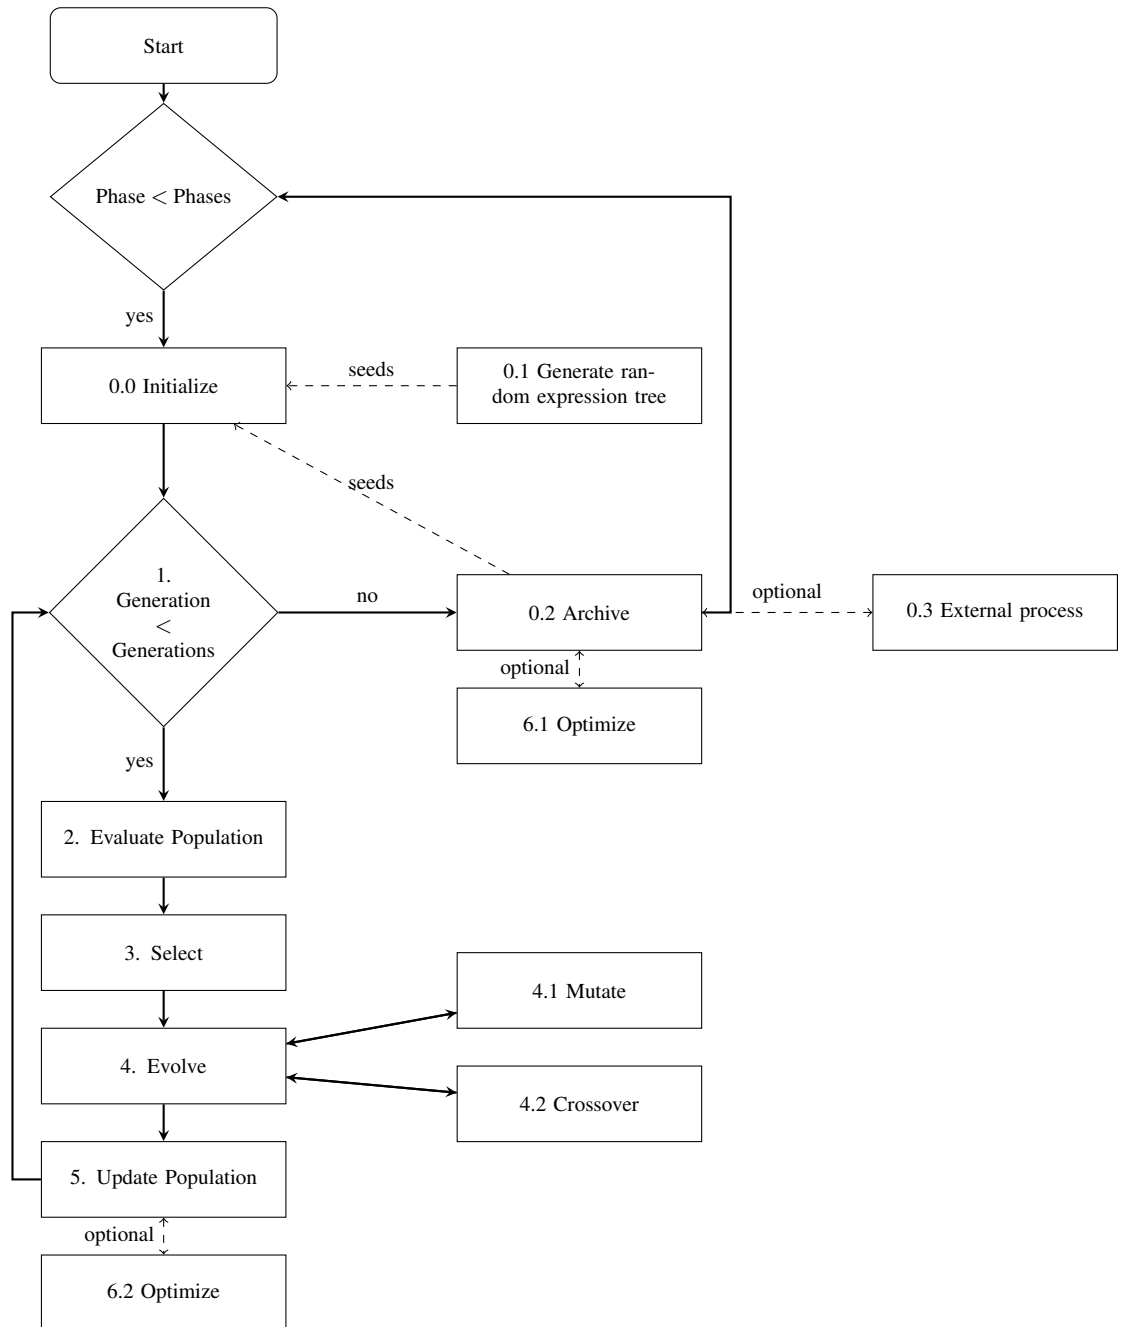 Start
Phase < Phases
yes
0.0 Initialize
seeds
0.1 Generate ran-
dom expression tree
seeds
1.
Generation
<
Generations
no
0.2 Archive
optional
0.3 External process
optional
6.1 Optimize
yes
2. Evaluate Population
3. Select
4.1 Mutate
4. Evolve
4.2 Crossover
5. Update Population
optional
6.2 Optimize